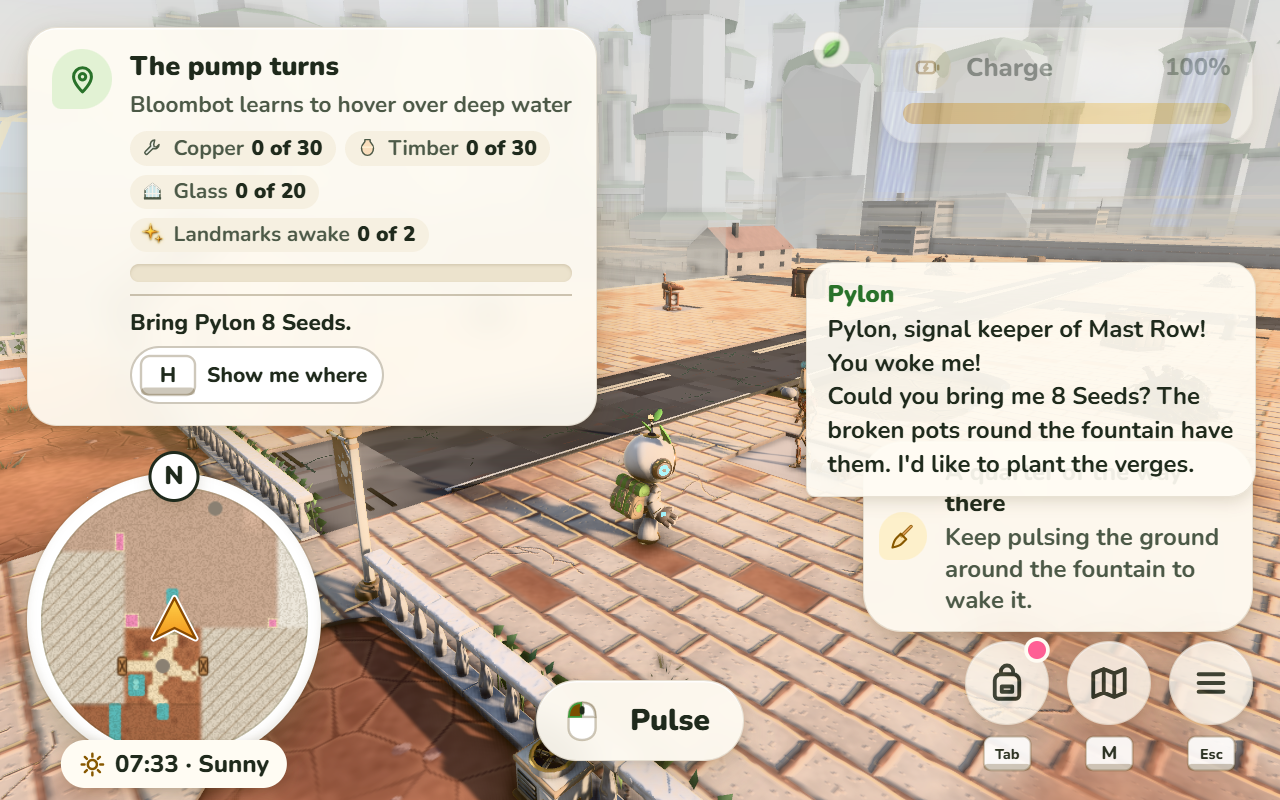 The pump turns
Bloombot learns to hover over deep water
Copper 0 of 30
Timber 0 of 30
Glass 0 of 20
Landmarks awake 0 of 2
Bring Pylon 8 Seeds.
H Show me where
Charge 100%
Pylon
Pylon, signal keeper of Mast Row!
You woke me!
Could you bring me 8 Seeds? The
broken pots round the fountain have
them. I'd like to plant the verges.
A quarter of the way
there
Keep pulsing the ground
around the fountain to
wake it.
N
07:33 · Sunny
Pulse
Tab
M
Esc